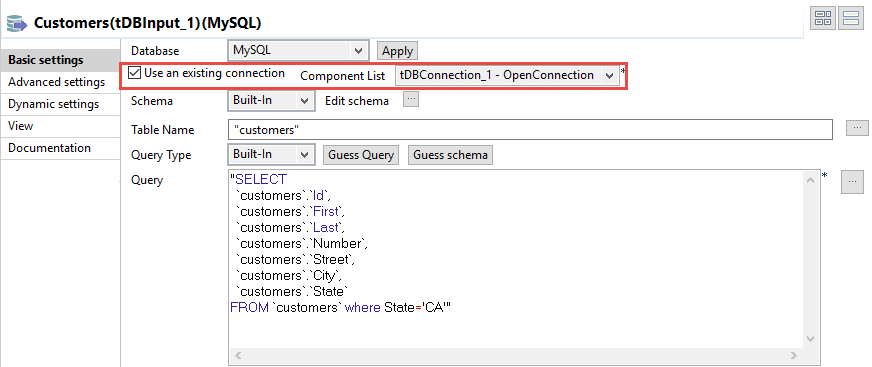 Customers(tDBInput_1)(MySQL)
Basic settings
Advanced settings
Dynamic settings
View
Documentation
Database MySQL Apply
Use an existing connection Component List tDBConnection_1 - OpenConnection *
Schema Built-In Edit schema ...
Table Name "customers" ...
Query Type Built-In Guess Query Guess schema
Query "SELECT * ...
`customers`.`Id`,
`customers`.`First`,
`customers`.`Last`,
`customers`.`Number`,
`customers`.`Street`,
`customers`.`City`,
`customers`.`State`
FROM `customers` where State='CA'"